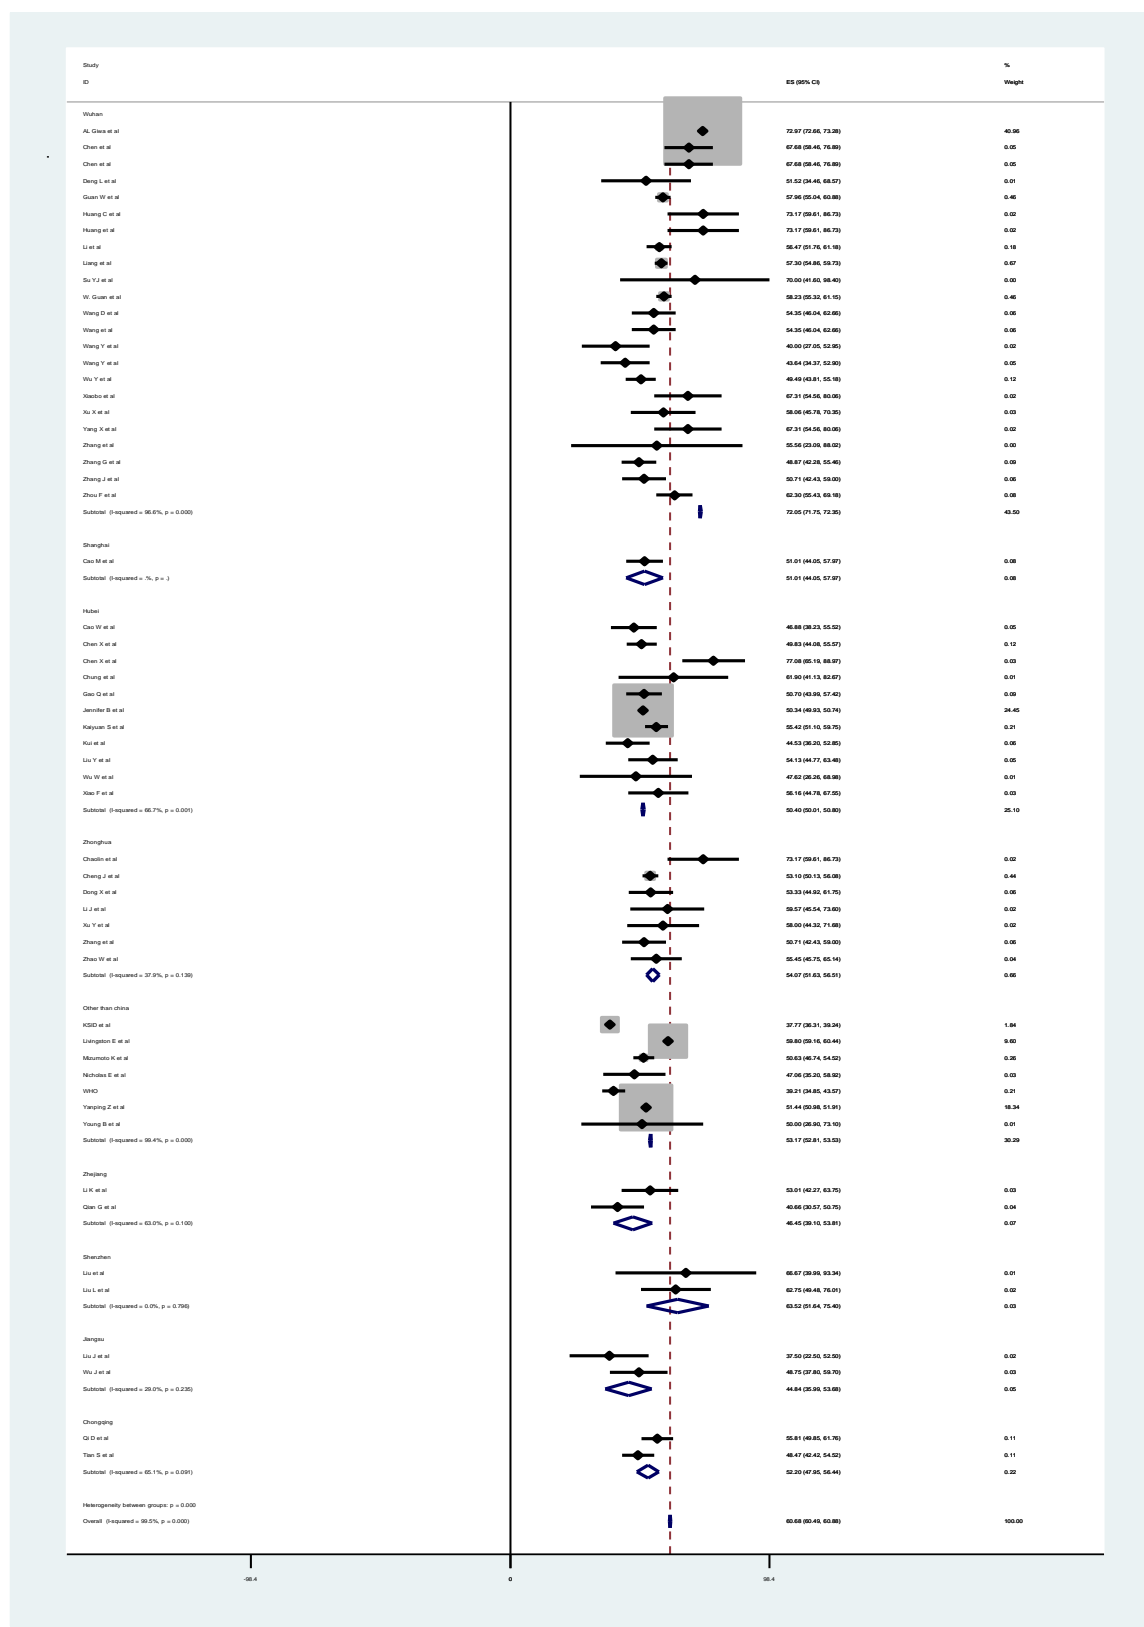 Study %
ID ES (95% CI) Weight
Wuhan
AL Giwa et al 72.97 (72.66, 73.28) 40.96
Chen et al 67.68 (58.46, 76.89) 0.05
Chen et al 67.68 (58.46, 76.89) 0.05
Deng L et al 51.52 (34.46, 68.57) 0.01
Guan W et al 57.96 (55.04, 60.88) 0.46
Huang C et al 73.17 (59.61, 86.73) 0.02
Huang et al 73.17 (59.61, 86.73) 0.02
Li et al 56.47 (51.76, 61.18) 0.18
Liang et al 57.30 (54.86, 59.73) 0.67
Su YJ et al 70.00 (41.60, 98.40) 0.00
W. Guan et al 58.23 (55.32, 61.15) 0.46
Wang D et al 54.35 (46.04, 62.66) 0.06
Wang et al 54.35 (46.04, 62.66) 0.06
Wang Y et al 40.00 (27.05, 52.95) 0.02
Wang Y et al 43.64 (34.37, 52.90) 0.05
Wu Y et al 49.49 (43.81, 55.18) 0.12
Xiaobo et al 67.31 (54.56, 80.06) 0.02
Xu X et al 58.06 (45.78, 70.35) 0.03
Yang X et al 67.31 (54.56, 80.06) 0.02
Zhang et al 55.56 (23.09, 88.02) 0.00
Zhang G et al 48.87 (42.28, 55.46) 0.09
Zhang J et al 50.71 (42.43, 59.00) 0.06
Zhou F et al 62.30 (55.43, 69.18) 0.08
Subtotal (I-squared = 96.6%, p = 0.000) 72.05 (71.75, 72.35) 43.50
Shanghai
Cao M et al 51.01 (44.05, 57.97) 0.08
Subtotal (I-squared = .%, p = .) 51.01 (44.05, 57.97) 0.08
Hubei
Cao W et al 46.88 (38.23, 55.52) 0.05
Chen X et al 49.83 (44.08, 55.57) 0.12
Chen X et al 77.08 (65.19, 88.97) 0.03
Chung et al 61.90 (41.13, 82.67) 0.01
Gao Q et al 50.70 (43.99, 57.42) 0.09
Jennifer B et al 50.34 (49.93, 50.74) 24.45
Kaiyuan S et al 55.42 (51.10, 59.75) 0.21
Kui et al 44.53 (36.20, 52.85) 0.06
Liu Y et al 54.13 (44.77, 63.48) 0.05
Wu W et al 47.62 (26.26, 68.98) 0.01
Xiao F et al 56.16 (44.78, 67.55) 0.03
Subtotal (I-squared = 66.7%, p = 0.001) 50.40 (50.01, 50.80) 25.10
Zhonghua
Chaolin et al 73.17 (59.61, 86.73) 0.02
Cheng J et al 53.10 (50.13, 56.08) 0.44
Dong X et al 53.33 (44.92, 61.75) 0.06
Li J et al 59.57 (45.54, 73.60) 0.02
Xu Y et al 58.00 (44.32, 71.68) 0.02
Zhang et al 50.71 (42.43, 59.00) 0.06
Zhao W et al 55.45 (45.75, 65.14) 0.04
Subtotal (I-squared = 37.9%, p = 0.139) 54.07 (51.63, 56.51) 0.66
Other than china
KSID et al 37.77 (36.31, 39.24) 1.84
Livingston E et al 59.80 (59.16, 60.44) 9.60
Mizumoto K et al 50.63 (46.74, 54.52) 0.26
Nicholas E et al 47.06 (35.20, 58.92) 0.03
WHO 39.21 (34.85, 43.57) 0.21
Yanping Z et al 51.44 (50.98, 51.91) 18.34
Young B et al 50.00 (26.90, 73.10) 0.01
Subtotal (I-squared = 99.4%, p = 0.000) 53.17 (52.81, 53.53) 30.29
Zhejiang
Li K et al 53.01 (42.27, 63.75) 0.03
Qian G et al 40.66 (30.57, 50.75) 0.04
Subtotal (I-squared = 63.0%, p = 0.100) 46.45 (39.10, 53.81) 0.07
Shenzhen
Liu et al 66.67 (39.99, 93.34) 0.01
Liu L et al 62.75 (49.48, 76.01) 0.02
Subtotal (I-squared = 0.0%, p = 0.796) 63.52 (51.64, 75.40) 0.03
Jiangsu
Liu J et al 37.50 (22.50, 52.50) 0.02
Wu J et al 48.75 (37.80, 59.70) 0.03
Subtotal (I-squared = 29.0%, p = 0.235) 44.84 (35.99, 53.68) 0.05
Chongqing
Qi D et al 55.81 (49.85, 61.76) 0.11
Tian S et al 48.47 (42.42, 54.52) 0.11
Subtotal (I-squared = 65.1%, p = 0.091) 52.20 (47.95, 56.44) 0.22
Heterogeneity between groups: p = 0.000
Overall (I-squared = 99.5%, p = 0.000) 60.68 (60.49, 60.88) 100.00
-98.4 0 98.4